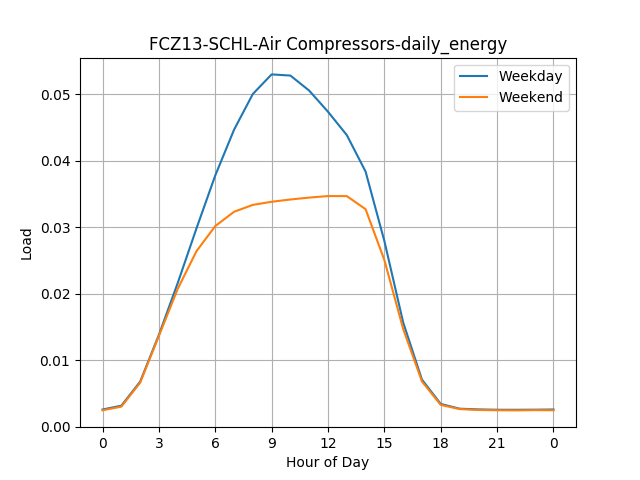 FCZ13-SCHL-Air Compressors-daily_energy
Weekday
Weekend
0.05
0.04
0.03
0.02
0.01
0.00
Load
0 3 6 9 12 15 18 21 0
Hour of Day